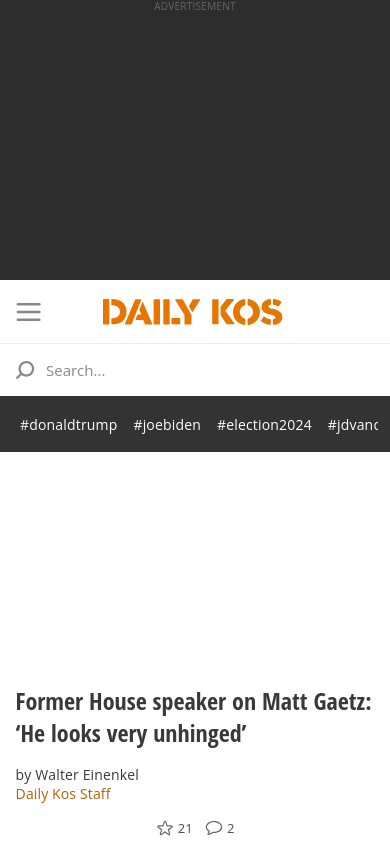 ADVERTISEMENT
DAILY KOS
Search...
#donaldtrump #joebiden #election2024 #jdvanc
Former House speaker on Matt Gaetz:
‘He looks very unhinged’
by Walter Einenkel
Daily Kos Staff
21 2